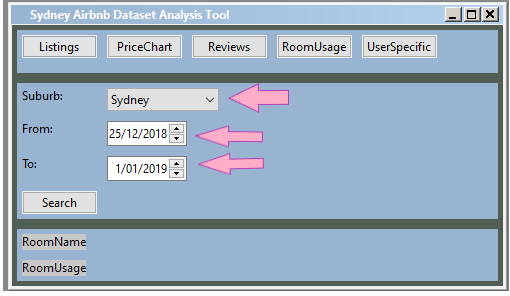 Sydney Airbnb Dataset Analysis Tool
Listings PriceChart Reviews RoomUsage UserSpecific
Suburb: Sydney
From: 25/12/2018
To: 1/01/2019
Search
RoomName
RoomUsage